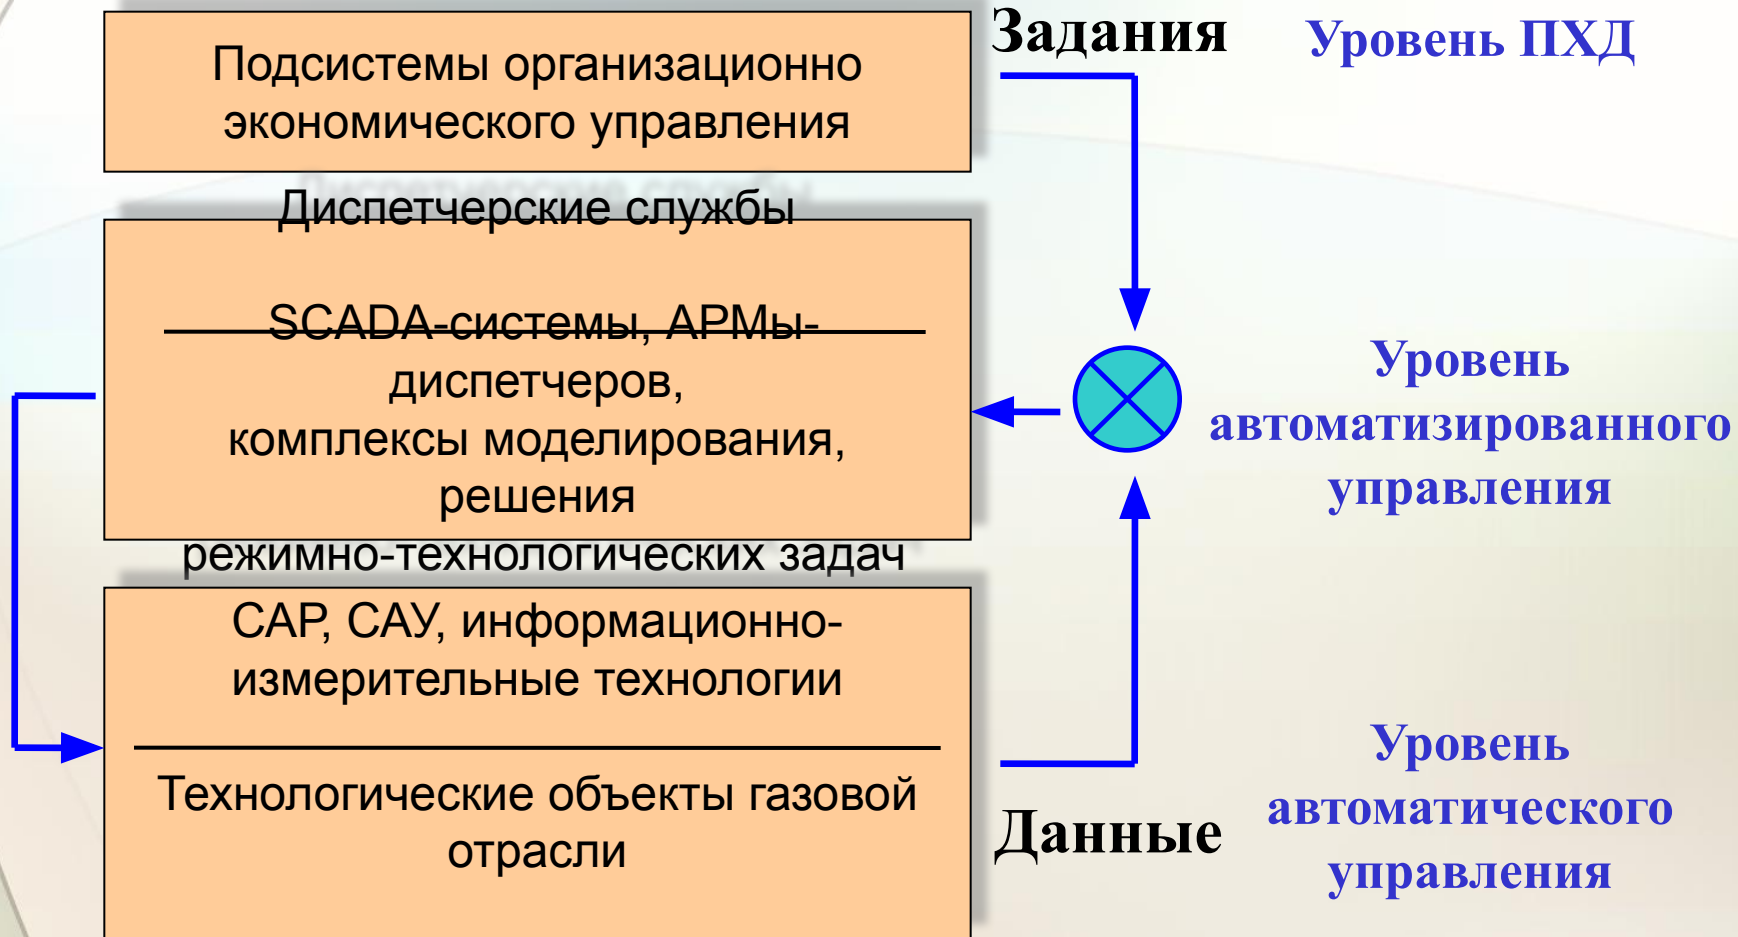 Задания
Уровень ПХД
Подсистемы организационно
экономического управления
Диспетчерские службы
SCADA-системы, АРМы-
диспетчеров,
комплексы моделирования,
решения
режимно-технологических задач
Уровень
автоматизированного
управления
САР, САУ, информационно-
измерительные технологии
Технологические объекты газовой
отрасли
Данные
Уровень
автоматического
управления